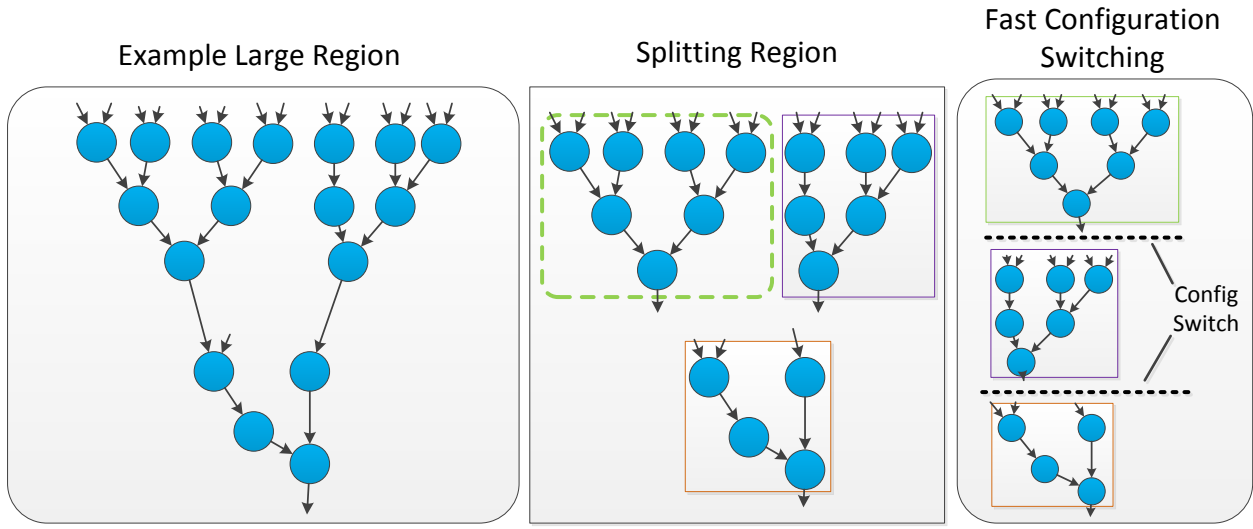 Example Large Region
Splitting Region
Fast Configuration
Switching
Config
Switch